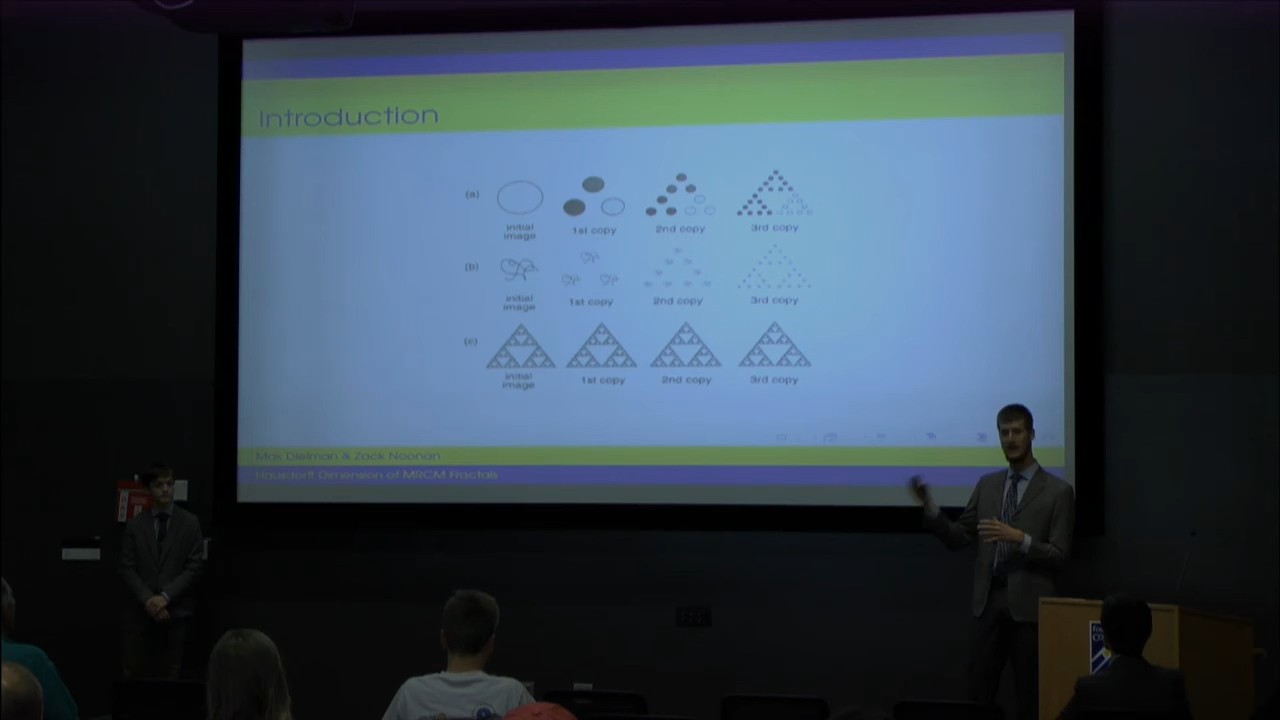 Introduction
(a)
initial image
1st copy
2nd copy
3rd copy
(b)
initial image
1st copy
2nd copy
3rd copy
(c)
initial image
1st copy
2nd copy
3rd copy
Max Dielman & Zack Noonan
Hausdorff Dimension of MRCM Fractals